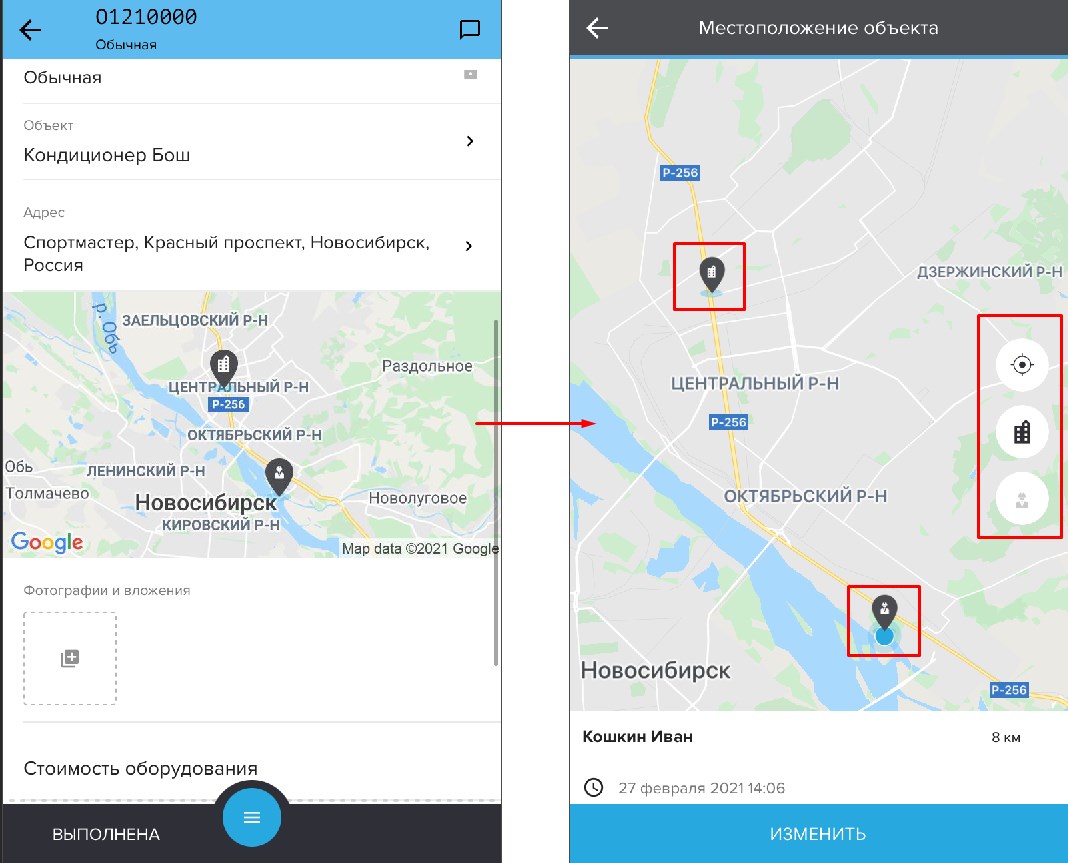 01210000
Обычная
Обычная
Объект
Кондиционер Бош
Адрес
Спортмастер, Красный проспект, Новосибирск,
Россия
р. Обь
ЗАЕЛЬЦОВСКИЙ Р-Н
Раздольное
ЦЕНТРАЛЬНЫЙ Р-Н
Р-256
ОКТЯБРЬСКИЙ Р-Н
Обь
ЛЕНИНСКИЙ Р-Н
Толмачево
Новосибирск
Новолуговое
КИРОВСКИЙ Р-Н
Google
Map data ©2021 Google
Фотографии и вложения
Стоимость оборудования
ВЫПОЛНЕНА
Местоположение объекта
Р-256
ДЗЕРЖИНСКИЙ Р-Н
ЦЕНТРАЛЬНЫЙ Р-Н
Р-256
ОКТЯБРЬСКИЙ Р-Н
Новосибирск
Р-256
Кошкин Иван
8 км
27 февраля 2021 14:06
ИЗМЕНИТЬ